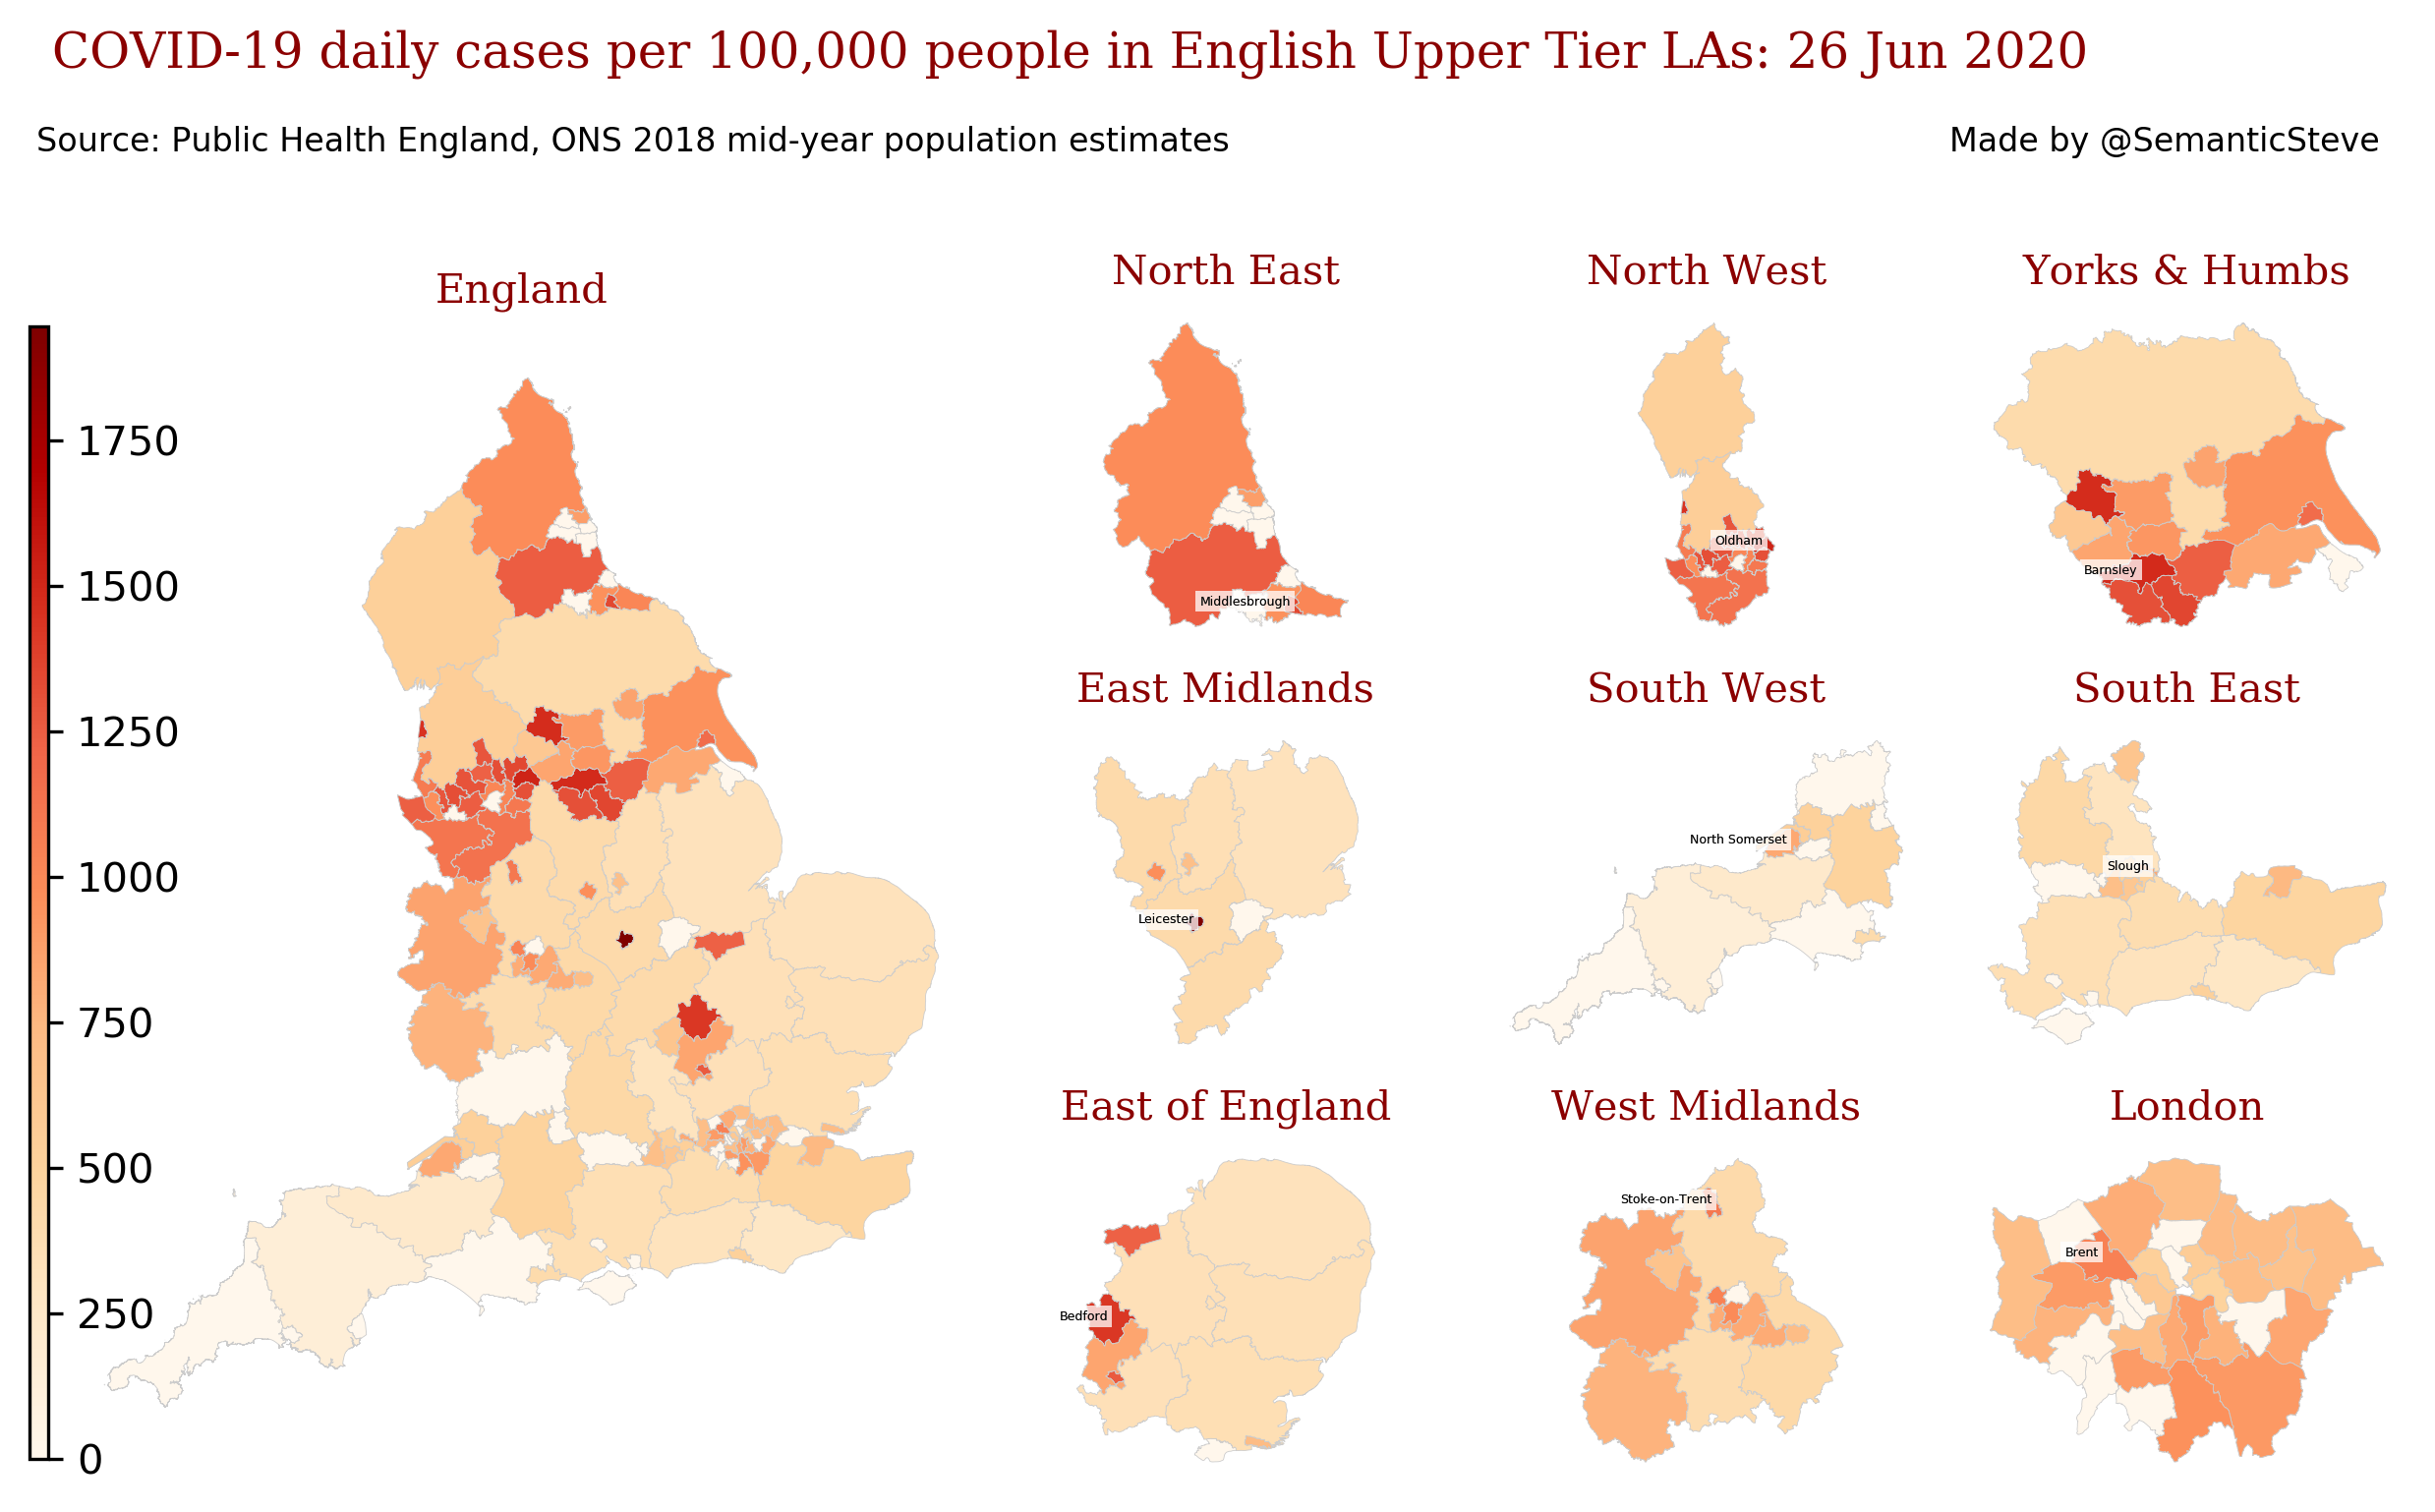 COVID-19 daily cases per 100,000 people in English Upper Tier LAs: 26 Jun 2020
Source: Public Health England, ONS 2018 mid-year population estimates
Made by @SemanticSteve
England
1750
1500
1250
1000
750
500
250
0
North East
Middlesbrough
North West
Oldham
Yorks & Humbs
Barnsley
East Midlands
Leicester
South West
North Somerset
South East
Slough
East of England
Bedford
West Midlands
Stoke-on-Trent
London
Brent